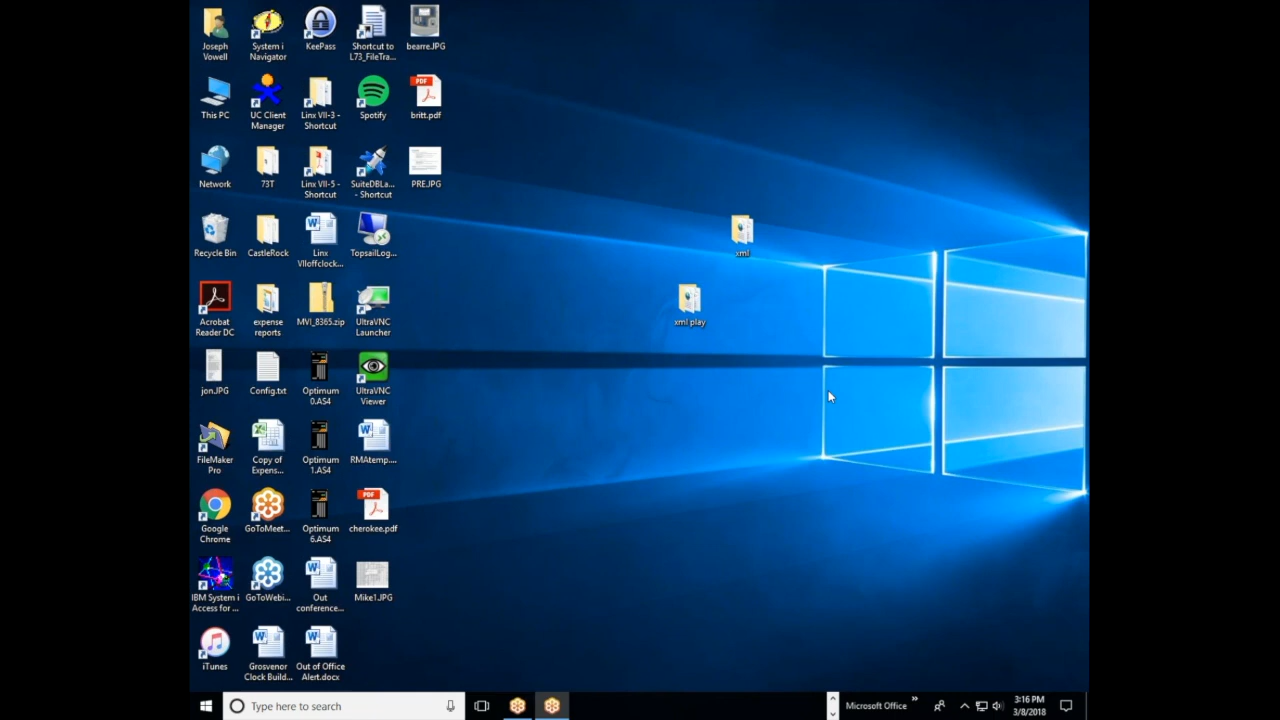 Joseph
Vowell
System i
Navigator
KeePass
Shortcut to
L73_FileTra...
bearre.JPG
This PC
UC Client
Manager
Linx VII-3 -
Shortcut
Spotify
PDF
britt.pdf
Network
73T
Linx VII-5 -
Shortcut
SuiteDBLa...
- Shortcut
PRE.JPG
Recycle Bin
CastleRock
Linx
VIIoffclock...
TopsailLog...
xml
Acrobat
Reader DC
expense
reports
MVI_8365.zip
UltraVNC
Launcher
xml play
jon.JPG
Config.txt
Optimum
0.AS4
UltraVNC
Viewer
FileMaker
Pro
Copy of
Expens...
Optimum
1.AS4
RMAtemp....
Google
Chrome
GoToMeet...
Optimum
6.AS4
PDF
cherokee.pdf
IBM System i
Access for ...
GoToWebi...
Out
conference...
Mike1.JPG
iTunes
Grosvenor
Clock Build...
Out of Office
Alert.docx
Type here to search
Microsoft Office
3:16 PM
3/8/2018